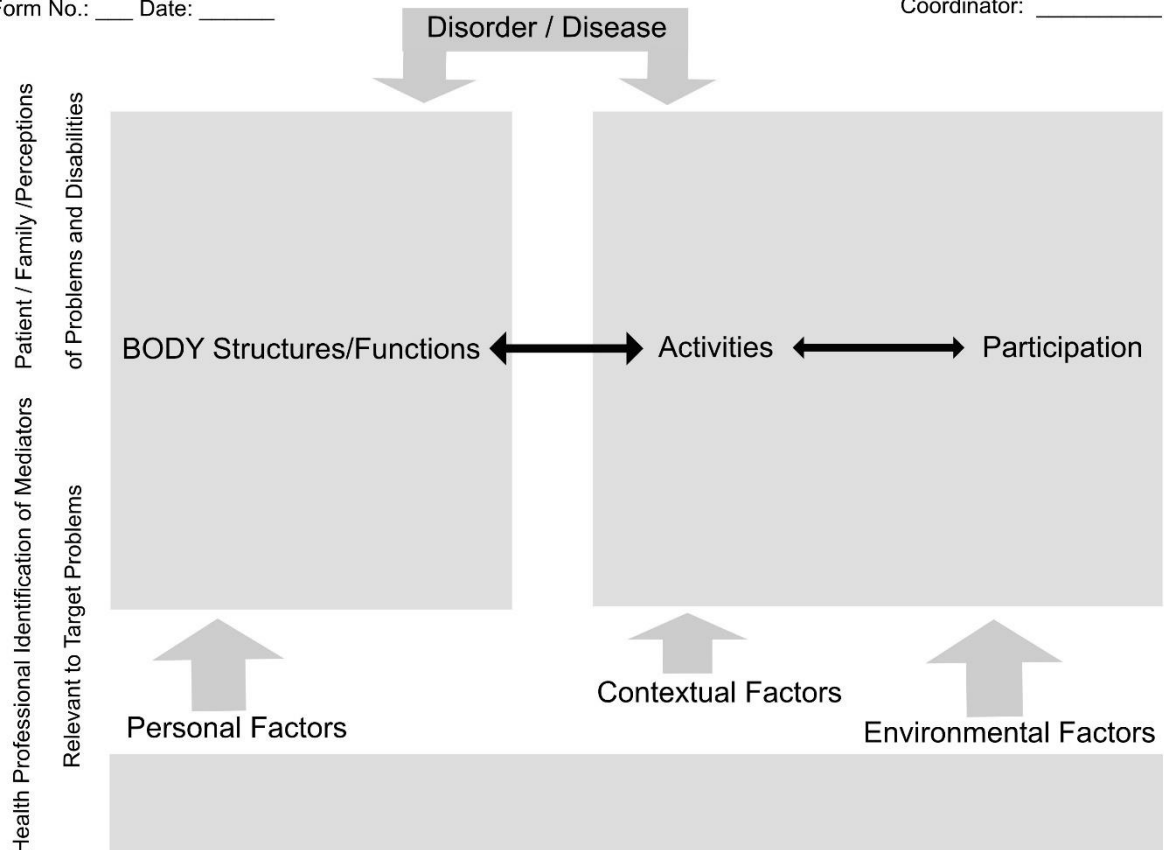 Form No.: ___ Date: ______
Coordinator: __________
Disorder / Disease
Patient / Family /Perceptions
of Problems and Disabilities
BODY Structures/Functions
Activities
Participation
Health Professional Identification of Mediators
Relevant to Target Problems
Contextual Factors
Personal Factors
Environmental Factors